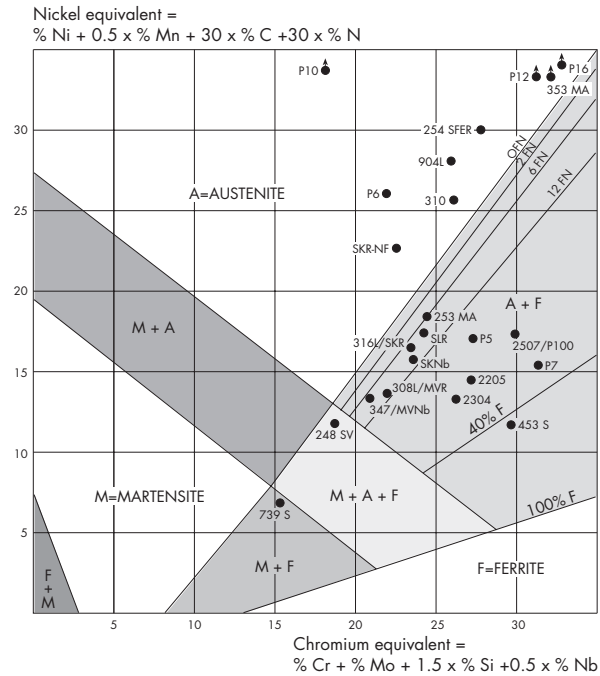 Nickel equivalent =
% Ni + 0.5 x % Mn + 30 x % C +30 x % N
P10
P12
P16
353 MA
30
254 SFER
OFN
2 FN
6 FN
12 FN
904L
A=AUSTENITE
P6
310
25
SKR-NF
20
A + F
M + A
253 MA
316L/SKR
SLR
P5
2507/P100
SKNb
P7
15
308L/MVR
2205
347/MVNb
2304
40% F
248 SV
453 S
10
M=MARTENSITE
M + A + F
100% F
739 S
5
M + F
F=FERRITE
F
+
M
5
10
15
20
25
30
Chromium equivalent =
% Cr + % Mo + 1.5 x % Si +0.5 x % Nb